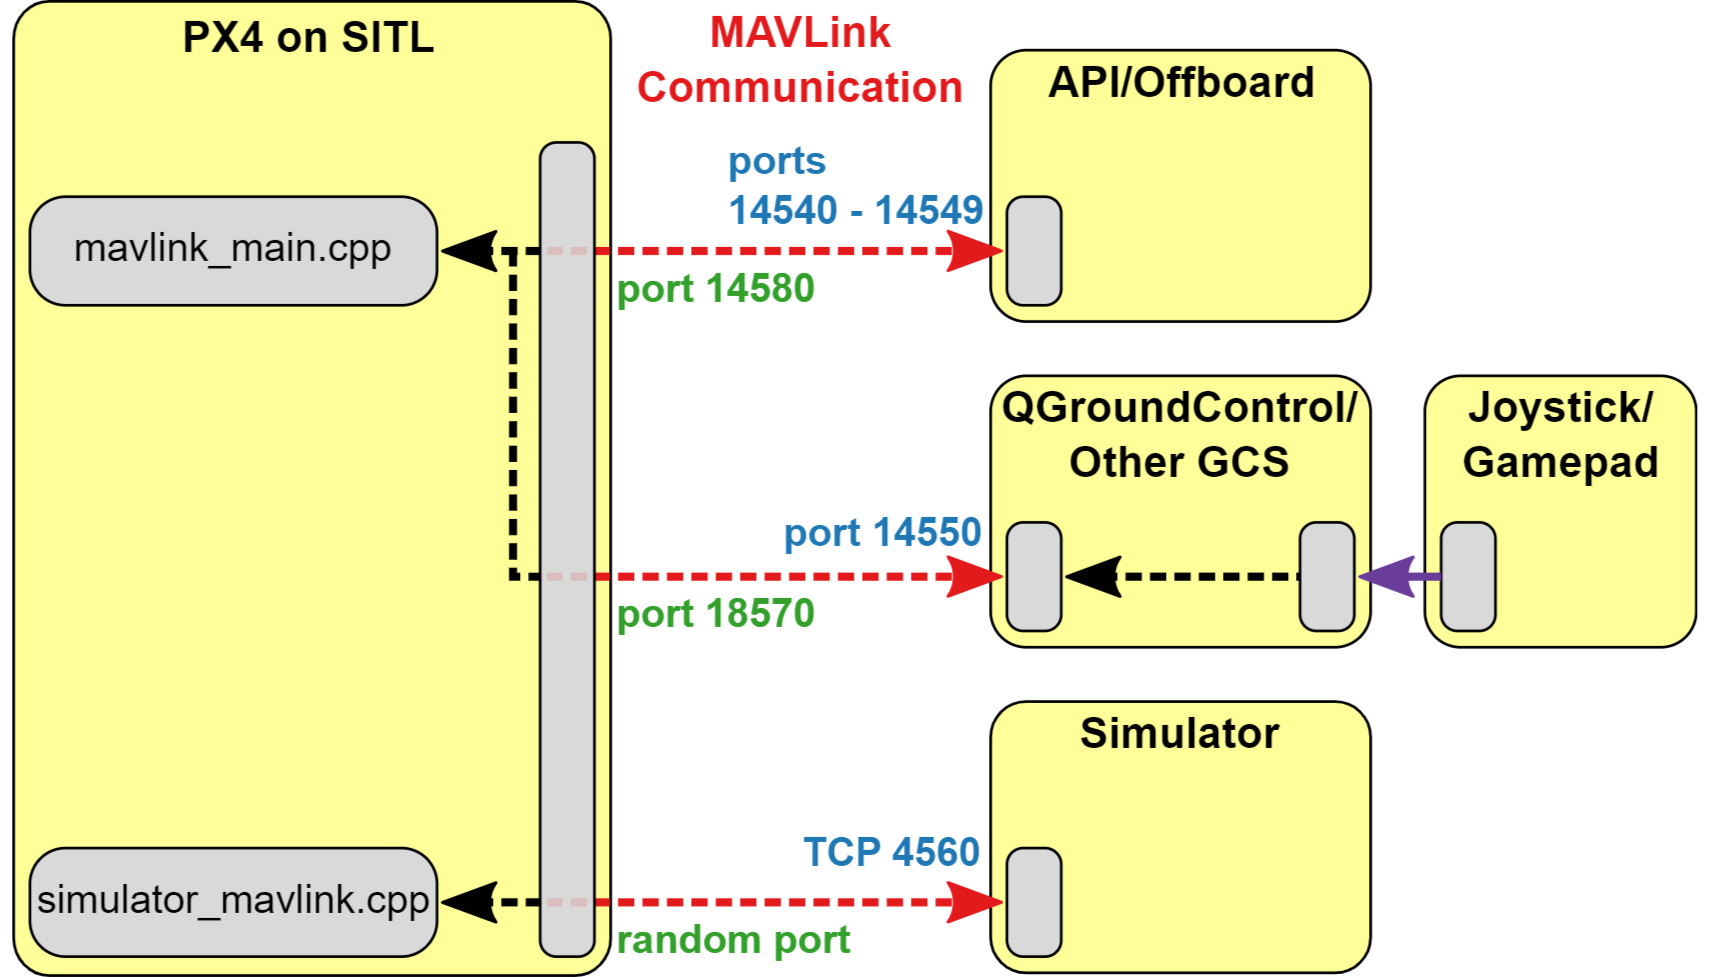 PX4 on SITL
MAVLink
Communication
API/Offboard
ports
14540 - 14549
mavlink_main.cpp
port 14580
QGroundControl/
Other GCS
Joystick/
Gamepad
port 14550
port 18570
Simulator
TCP 4560
simulator_mavlink.cpp
random port